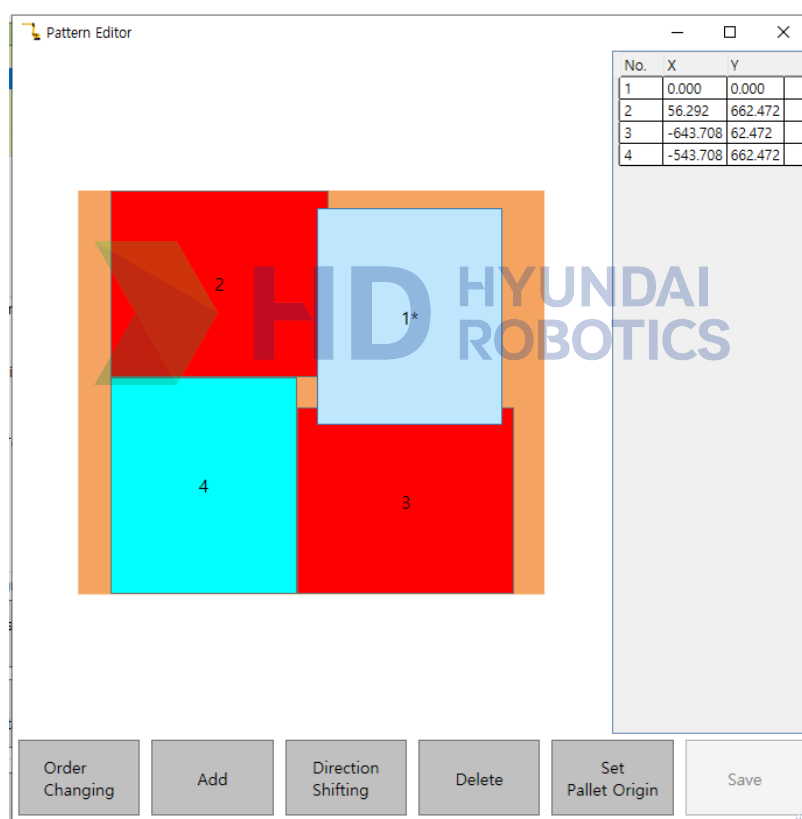 Pattern Editor
No. X Y
1 0.000 0.000
2 56.292 662.472
3 -643.708 62.472
4 -543.708 662.472
2
1*
HD HYUNDAI
ROBOTICS
4
3
Order
Changing
Add
Direction
Shifting
Delete
Set
Pallet Origin
Save